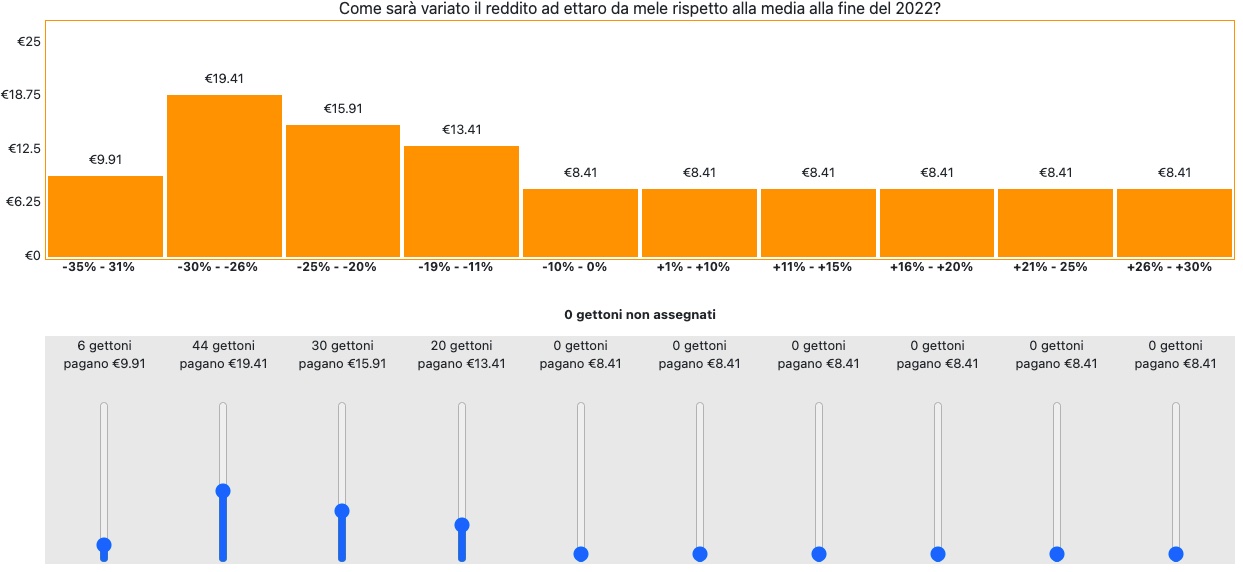 Come sarà variato il reddito ad ettaro da mele rispetto alla media alla fine del 2022?
€25
€18.75
€12.5
€6.25
€0
€9.91
€19.41
€15.91
€13.41
€8.41
€8.41
€8.41
€8.41
€8.41
€8.41
-35% - 31%
-30% - -26%
-25% - -20%
-19% - -11%
-10% - 0%
+1% - +10%
+11% - +15%
+16% - +20%
+21% - 25%
+26% - +30%
0 gettoni non assegnati
6 gettoni
pagano €9.91
44 gettoni
pagano €19.41
30 gettoni
pagano €15.91
20 gettoni
pagano €13.41
0 gettoni
pagano €8.41
0 gettoni
pagano €8.41
0 gettoni
pagano €8.41
0 gettoni
pagano €8.41
0 gettoni
pagano €8.41
0 gettoni
pagano €8.41